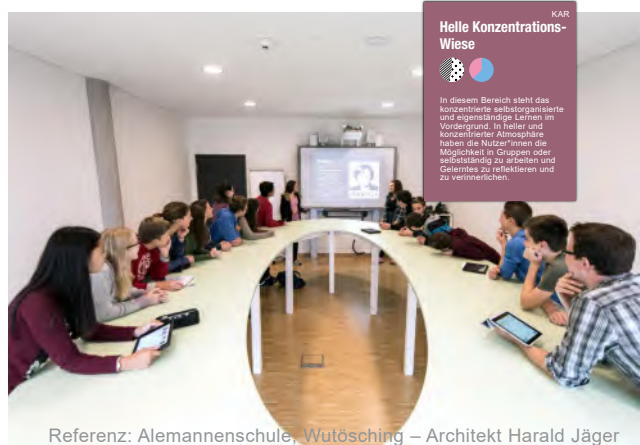 KAR
Helle Konzentrations-
Wiese
In diesem Bereich steht das
konzentrierte selbstorganisierte
und eigenständige Lernen im
Vordergrund. In heller und
konzentrierter Atmosphäre
haben die Nutzer*innen die
Möglichkeit in Gruppen oder
selbstständig zu arbeiten und
Gelerntes zu reflektieren und
zu verinnerlichen.
Referenz: Alemannenschule, Wutösching – Architekt Harald Jäger